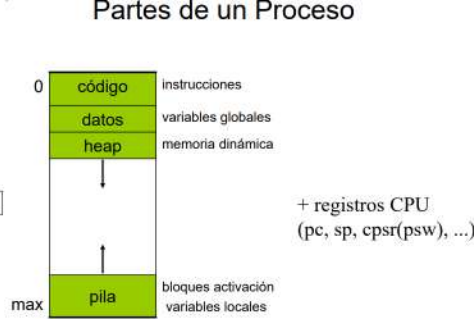 Partes de un Proceso
0 código instrucciones
datos variables globales
heap memoria dinámica
+ registros CPU
(pc, sp, cpsr(psw), ...)
pila bloques activación
max variables locales